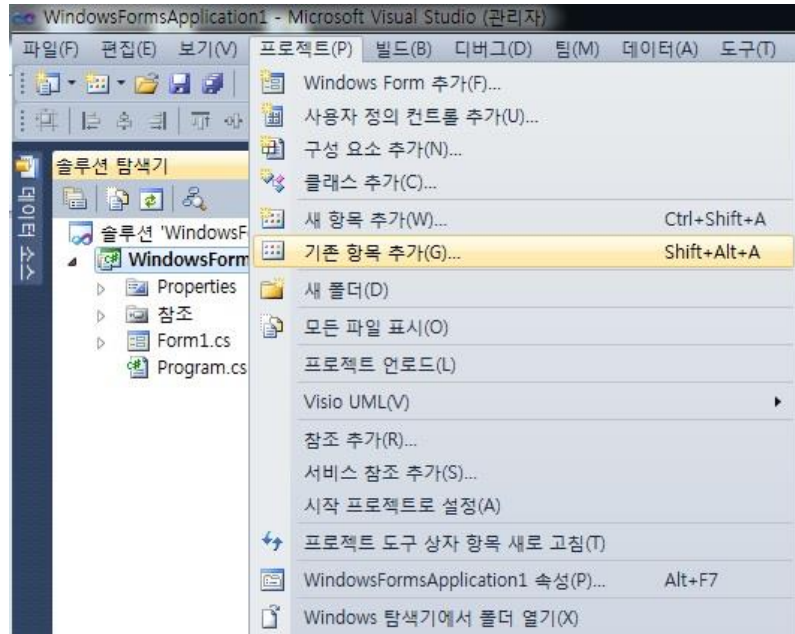 WindowsFormsApplication1 - Microsoft Visual Studio (관리자)
파일(F) 편집(E) 보기(V) 프로젝트(P) 빌드(B) 디버그(D) 팀(M) 데이터(A) 도구(T)
Windows Form 추가(F)...
사용자 정의 컨트롤 추가(U)...
구성 요소 추가(N)...
클래스 추가(C)...
새 항목 추가(W)... Ctrl+Shift+A
기존 항목 추가(G)... Shift+Alt+A
새 폴더(D)
모든 파일 표시(O)
프로젝트 언로드(L)
Visio UML(V)
참조 추가(R)...
서비스 참조 추가(S)...
시작 프로젝트로 설정(A)
프로젝트 도구 상자 항목 새로 고침(T)
WindowsFormsApplication1 속성(P)... Alt+F7
Windows 탐색기에서 폴더 열기(X)
데이터 소스
솔루션 탐색기
솔루션 'WindowsF
WindowsForm
Properties
참조
Form1.cs
Program.cs